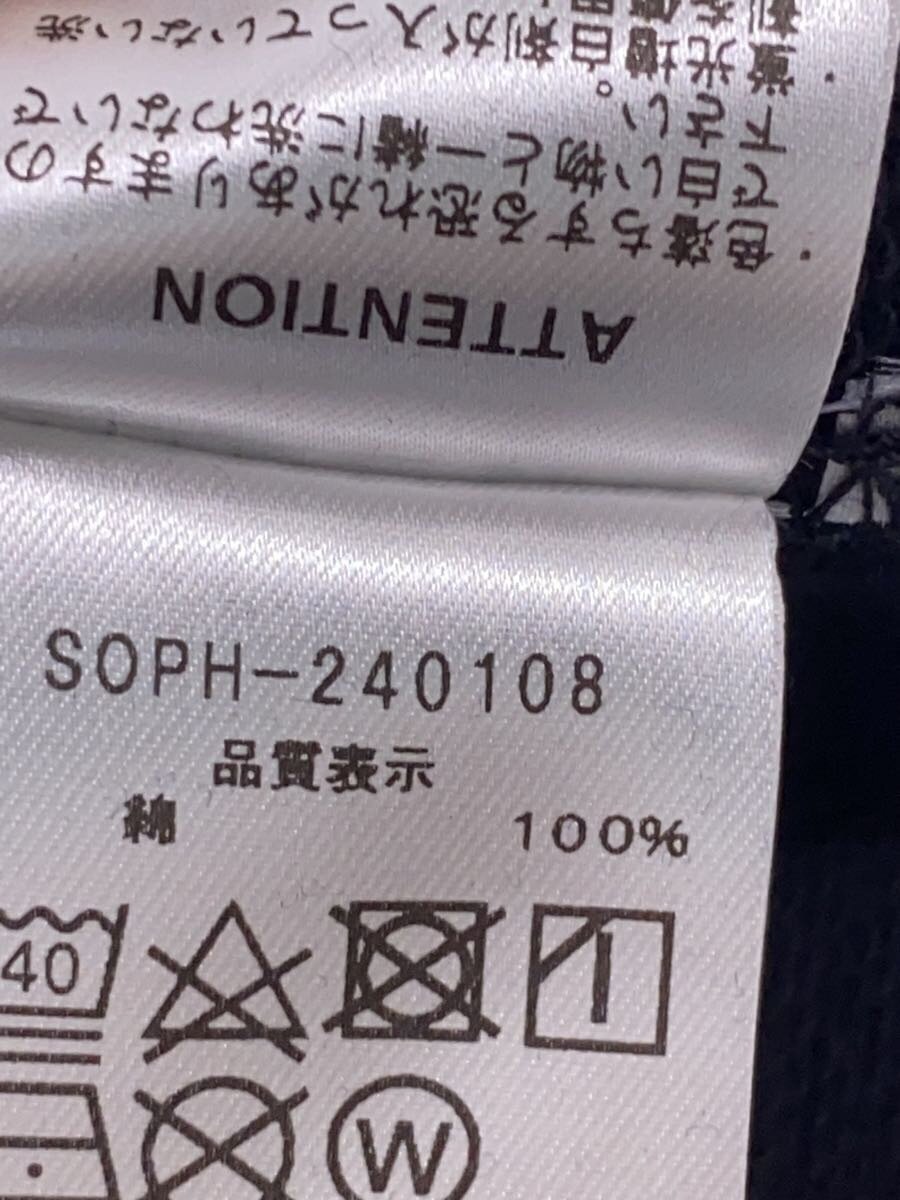 ATTENTION
・色落ちする恐れがありますの
で白い物と一緒に洗わないで
下さい。
・蛍光増白剤が入っていない洗
SOPH-240108
品質表示
綿 100%
40
W